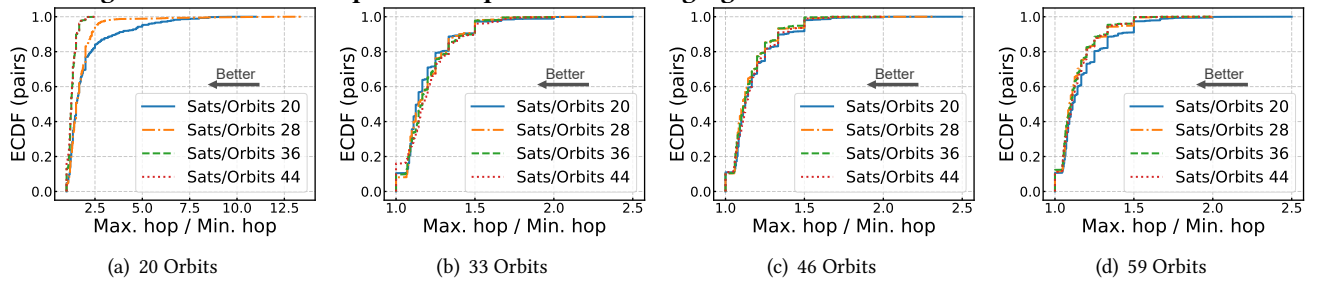 1.0
0.8
0.6
0.4
0.2
0.0
ECDF (pairs)
Better
Sats/Orbits 20
Sats/Orbits 28
Sats/Orbits 36
Sats/Orbits 44
2.5 5.0 7.5 10.0 12.5
Max. hop / Min. hop
(a) 20 Orbits
1.0
0.8
0.6
0.4
0.2
0.0
ECDF (pairs)
Better
Sats/Orbits 20
Sats/Orbits 28
Sats/Orbits 36
Sats/Orbits 44
1.0 1.5 2.0 2.5
Max. hop / Min. hop
(b) 33 Orbits
1.0
0.8
0.6
0.4
0.2
0.0
ECDF (pairs)
Better
Sats/Orbits 20
Sats/Orbits 28
Sats/Orbits 36
Sats/Orbits 44
1.0 1.5 2.0 2.5
Max. hop / Min. hop
(c) 46 Orbits
1.0
0.8
0.6
0.4
0.2
0.0
ECDF (pairs)
Better
Sats/Orbits 20
Sats/Orbits 28
Sats/Orbits 36
Sats/Orbits 44
1.0 1.5 2.0 2.5
Max. hop / Min. hop
(d) 59 Orbits